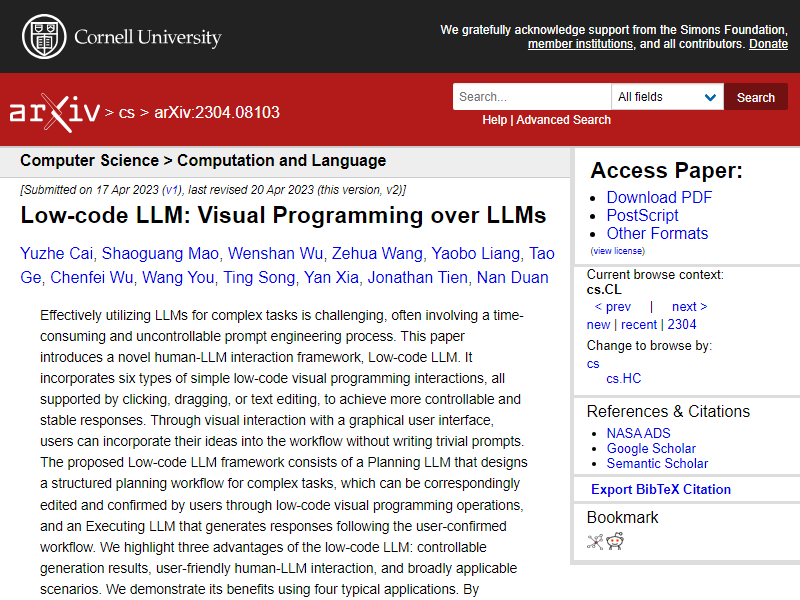 Cornell University
We gratefully acknowledge support from the Simons Foundation,
member institutions, and all contributors. Donate
arXiv > cs > arXiv:2304.08103
Search...
All fields
Search
Help | Advanced Search
Computer Science > Computation and Language
[Submitted on 17 Apr 2023 (v1), last revised 20 Apr 2023 (this version, v2)]
Low-code LLM: Visual Programming over LLMs
Yuzhe Cai, Shaoguang Mao, Wenshan Wu, Zehua Wang, Yaobo Liang, Tao
Ge, Chenfei Wu, Wang You, Ting Song, Yan Xia, Jonathan Tien, Nan Duan
Effectively utilizing LLMs for complex tasks is challenging, often involving a time-
consuming and uncontrollable prompt engineering process. This paper
introduces a novel human-LLM interaction framework, Low-code LLM. It
incorporates six types of simple low-code visual programming interactions, all
supported by clicking, dragging, or text editing, to achieve more controllable and
stable responses. Through visual interaction with a graphical user interface,
users can incorporate their ideas into the workflow without writing trivial prompts.
The proposed Low-code LLM framework consists of a Planning LLM that designs
a structured planning workflow for complex tasks, which can be correspondingly
edited and confirmed by users through low-code visual programming operations,
and an Executing LLM that generates responses following the user-confirmed
workflow. We highlight three advantages of the low-code LLM: controllable
generation results, user-friendly human-LLM interaction, and broadly applicable
scenarios. We demonstrate its benefits using four typical applications. By
Access Paper:
Download PDF
PostScript
Other Formats
(view license)
Current browse context:
cs.CL
< prev | next >
new | recent | 2304
Change to browse by:
cs
cs.HC
References & Citations
NASA ADS
Google Scholar
Semantic Scholar
Export BibTeX Citation
Bookmark